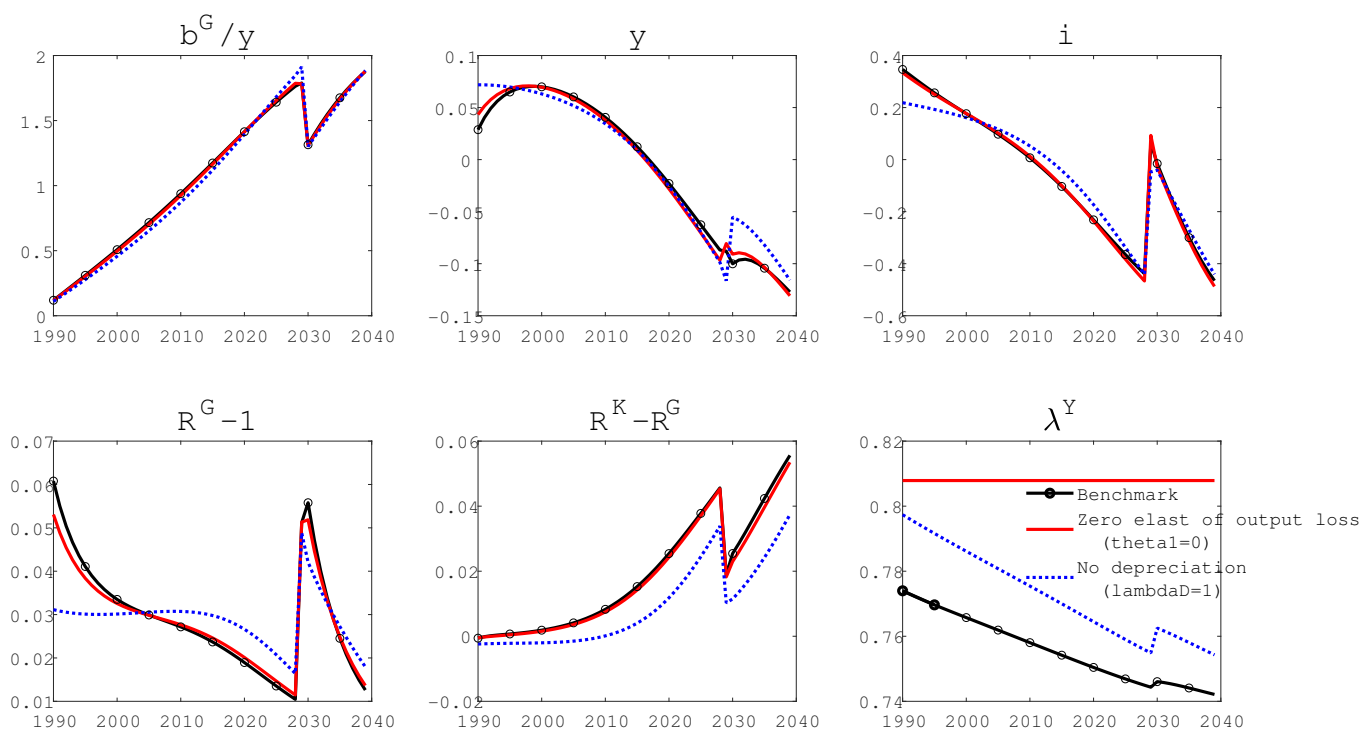 b^G/y
y
i
2
1.5
1
0.5
0
1990 2000 2010 2020 2030 2040
0.1
0.05
0
−0.05
−0.1
−0.15
1990 2000 2010 2020 2030 2040
0.4
0.2
0
−0.2
−0.4
−0.6
1990 2000 2010 2020 2030 2040
R^G−1
R^K−R^G
λ^Y
0.07
0.06
0.05
0.04
0.03
0.02
0.01
1990 2000 2010 2020 2030 2040
0.06
0.04
0.02
0
−0.02
1990 2000 2010 2020 2030 2040
0.82
0.8
0.78
0.76
0.74
1990 2000 2010 2020 2030 2040
Benchmark
Zero elast of output loss
(theta1=0)
No depreciation
(lambdaD=1)